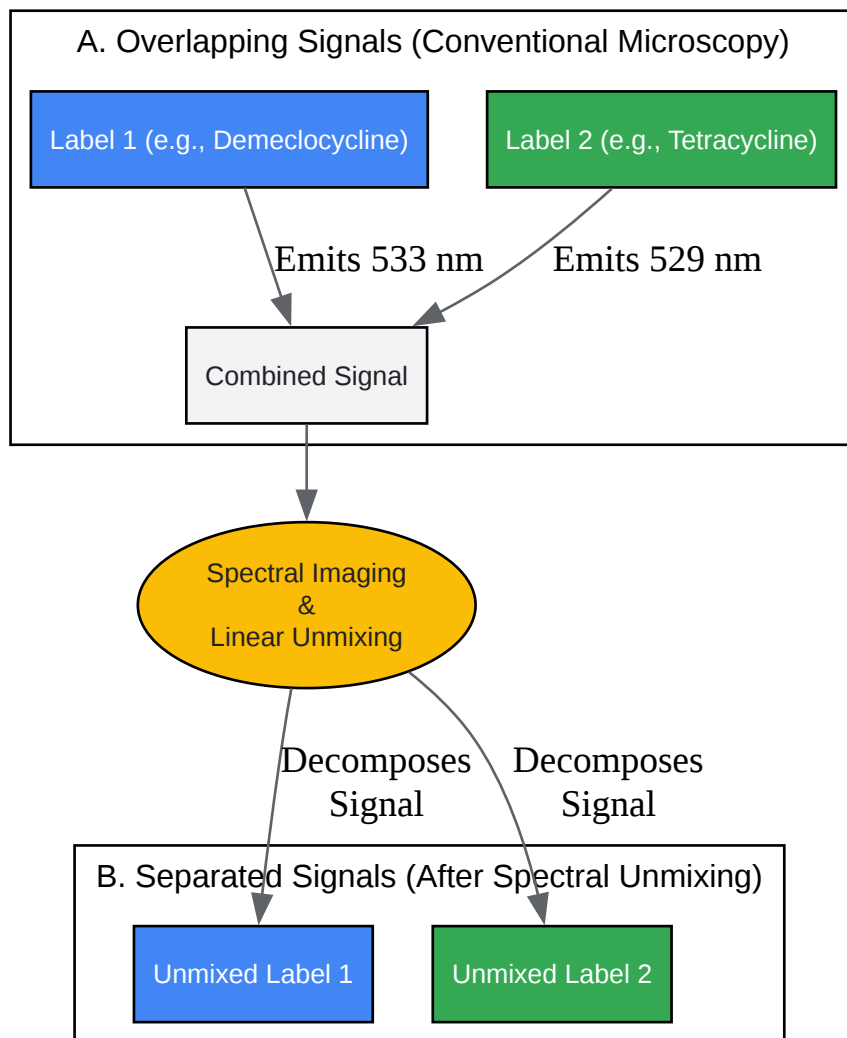 A. Overlapping Signals (Conventional Microscopy)
Label 1 (e.g., Demeclocycline)
Label 2 (e.g., Tetracycline)
Emits 533 nm
Emits 529 nm
Combined Signal
Spectral Imaging
&
Linear Unmixing
Decomposes
Signal
Decomposes
Signal
B. Separated Signals (After Spectral Unmixing)
Unmixed Label 1
Unmixed Label 2